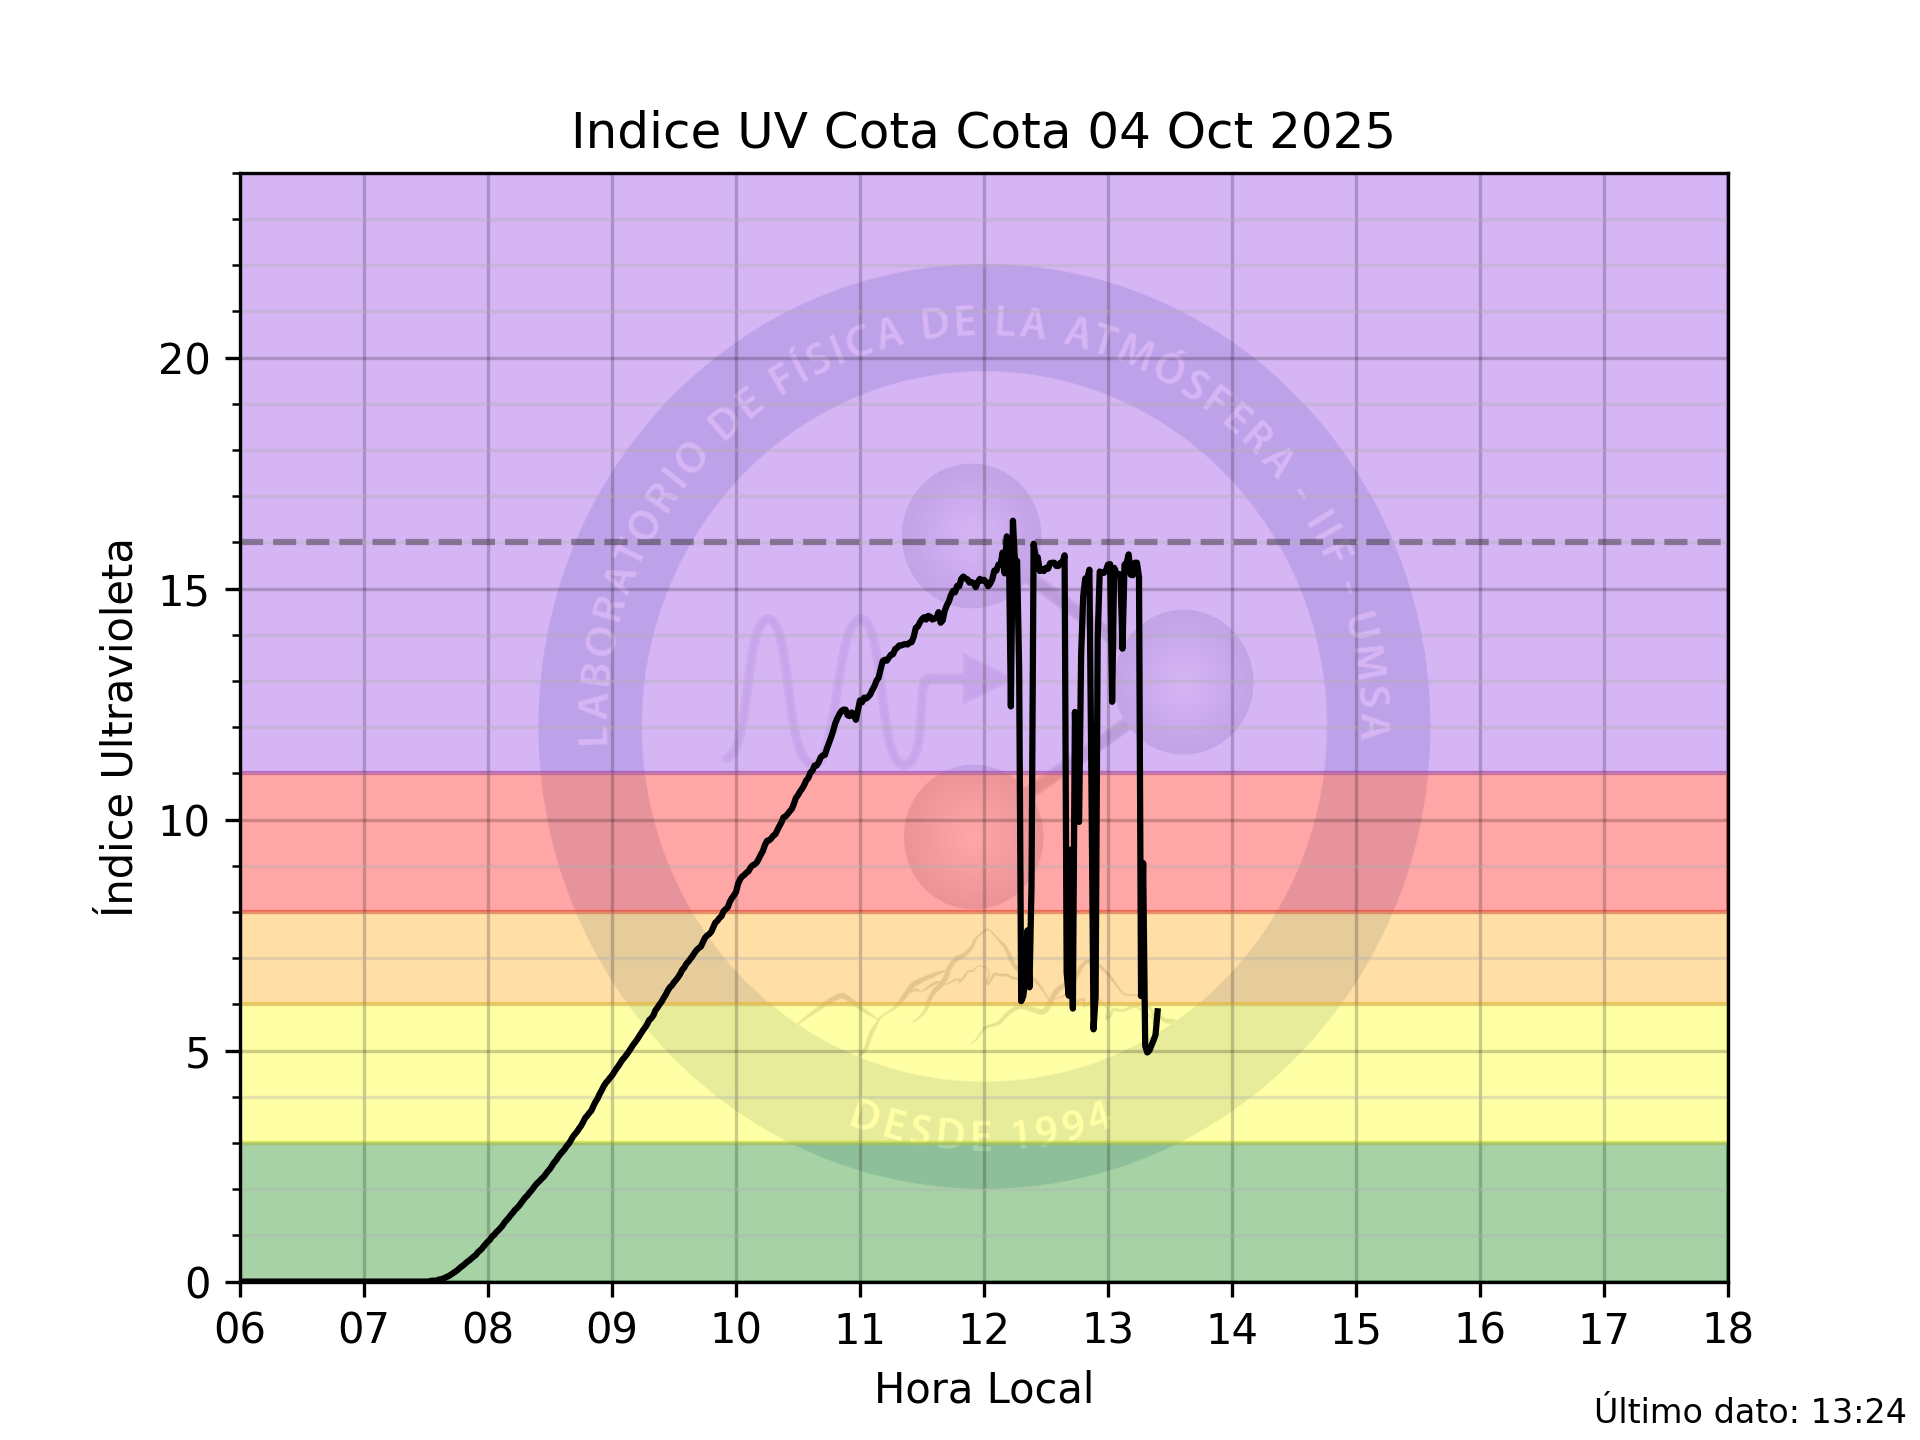 Indice UV Cota Cota 04 Oct 2025
Índice Ultravioleta
20
15
10
5
0
LABORATORIO DE FÍSICA DE LA ATMÓSFERA - IIF - UMSA
DESDE 1994
06 07 08 09 10 11 12 13 14 15 16 17 18
Hora Local
Último dato: 13:24